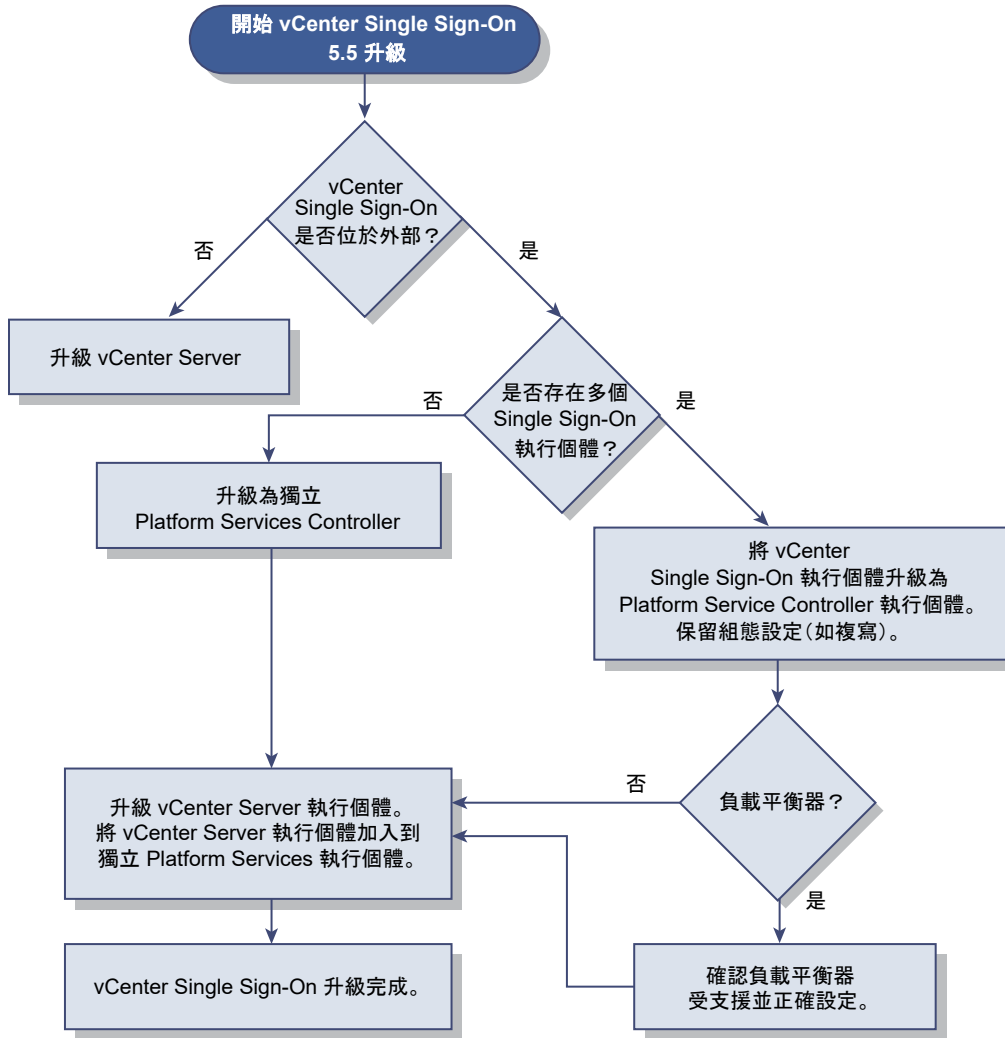 開始 vCenter Single Sign-On
5.5 升級
vCenter
Single Sign-On
是否位於外部？
否
是
升級 vCenter Server
是否存在多個
Single Sign-On
執行個體？
否
是
升級為獨立
Platform Services Controller
將 vCenter
Single Sign-On 執行個體升級為
Platform Service Controller 執行個體。
保留組態設定(如複寫)。
負載平衡器？
否
是
升級 vCenter Server 執行個體。
將 vCenter Server 執行個體加入到
獨立 Platform Services 執行個體。
vCenter Single Sign-On 升級完成。
確認負載平衡器
受支援並正確設定。